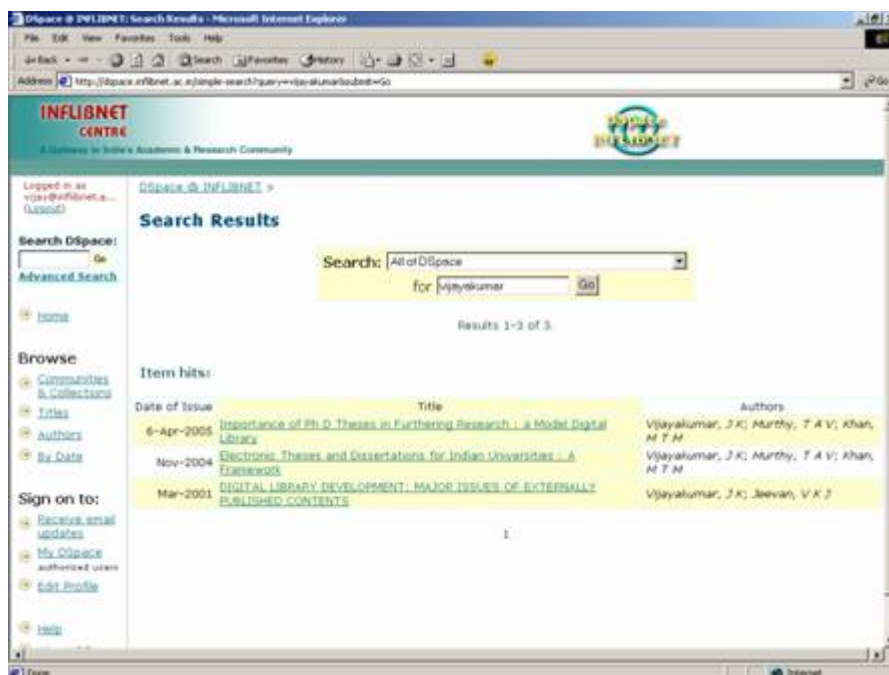 DSpace @ INFLIBNET: Search Results - Microsoft Internet Explorer
File Edit View Favorites Tools Help
Back Search Favorites History
Address http://dspace.inflibnet.ac.in/simple-search?query=vijayakumar&submit=Go Go
INFLIBNET
CENTRE
A Gateway to India's Academic & Research Community
Logged in as
vijay@inflibnet.a...
(Logout)
DSpace @ INFLIBNET >
Search Results
Search DSpace:
Go
Advanced Search
Search: All of DSpace
for vijayakumar Go
Home
Results 1-3 of 3.
Browse
Communities
& Collections
Titles
Authors
By Date
Item hits:
Date of Issue Title Authors
6-Apr-2005 Importance of Ph D Theses in Furthering Research : a Model Digital
Library
Vijayakumar, J K; Murthy, T A V; Khan,
M T M
Nov-2004 Electronic Theses and Dissertations for Indian Universities : A
Framework
Vijayakumar, J K; Murthy, T A V; Khan,
M T M
Mar-2001 DIGITAL LIBRARY DEVELOPMENT: MAJOR ISSUES OF EXTERNALLY
PUBLISHED CONTENTS
Vijayakumar, J K; Jeevan, V K J
1
Sign on to:
Receive email
updates
My DSpace
authorized users
Edit Profile
Help
Done Internet